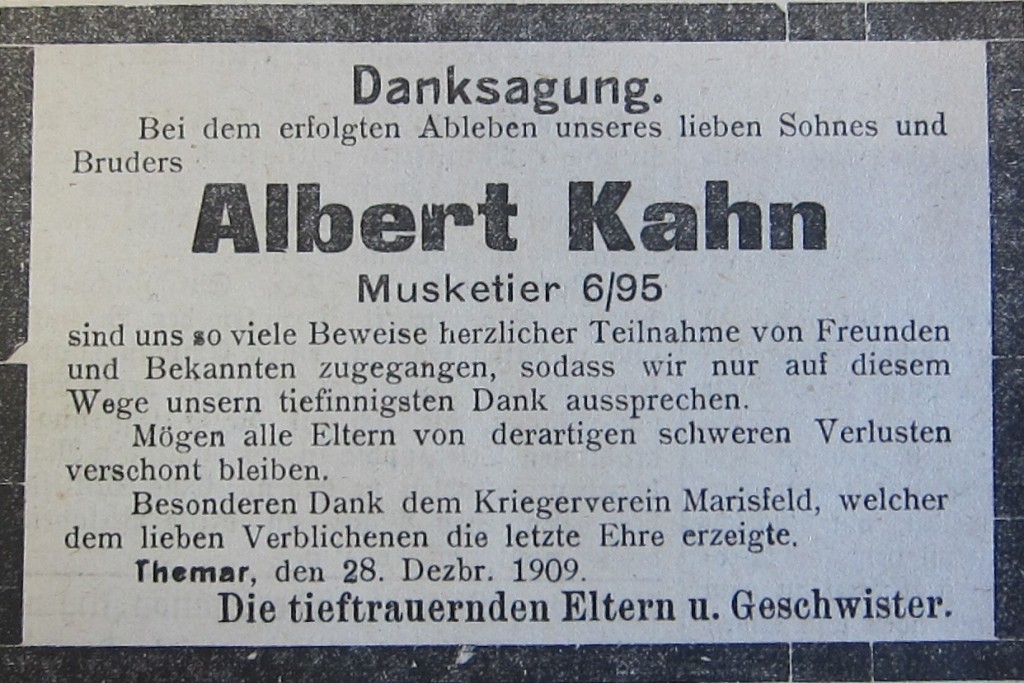 Danksagung.
Bei dem erfolgten Ableben unseres lieben Sohnes und
Bruders
Albert Kahn
Musketier 6/95
sind uns so viele Beweise herzlicher Teilnahme von Freunden
und Bekannten zugegangen, sodass wir nur auf diesem
Wege unsern tiefinnigsten Dank aussprechen.
Mögen alle Eltern von derartigen schweren Verlusten
verschont bleiben.
Besonderen Dank dem Kriegerverein Marisfeld, welcher
dem lieben Verblichenen die letzte Ehre erzeigte.
Themar, den 28. Dezbr. 1909.
Die tieftrauernden Eltern u. Geschwister.